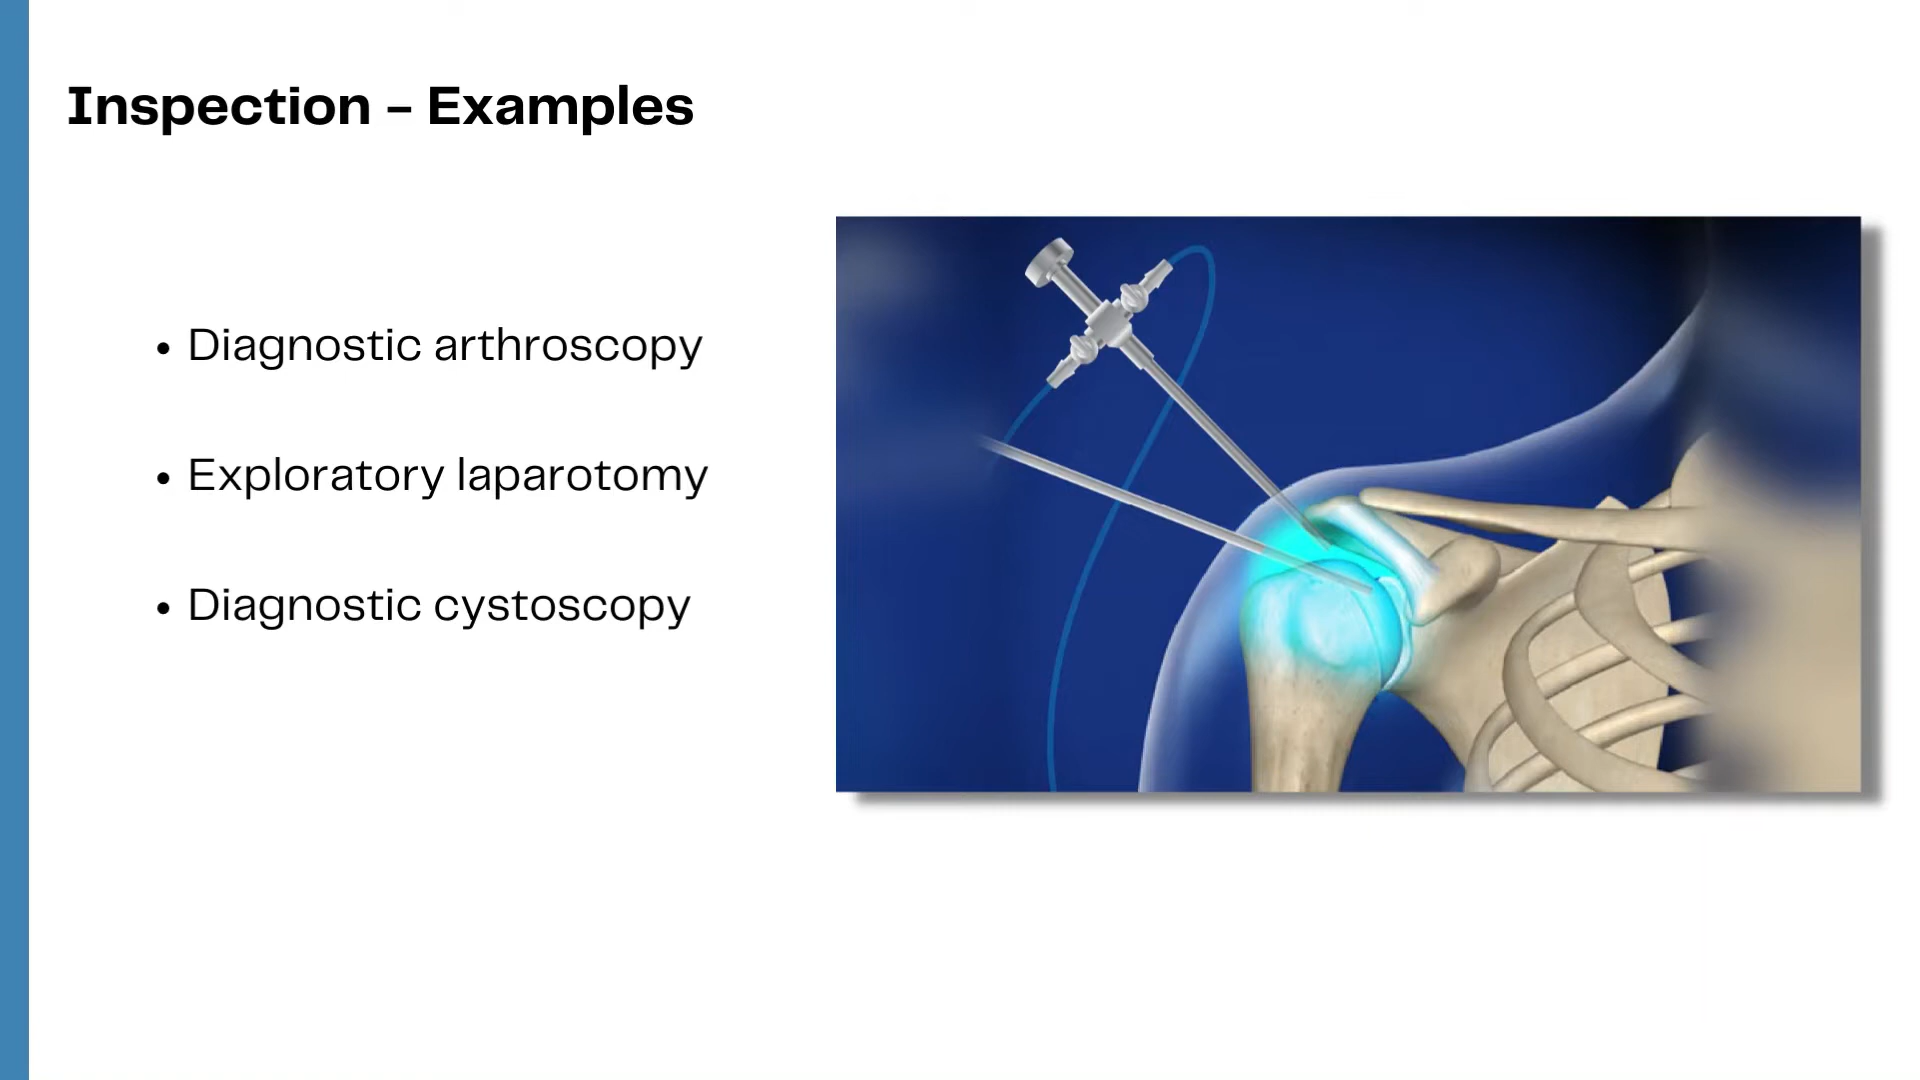 Inspection – Examples
• Diagnostic arthroscopy
• Exploratory laparotomy
• Diagnostic cystoscopy